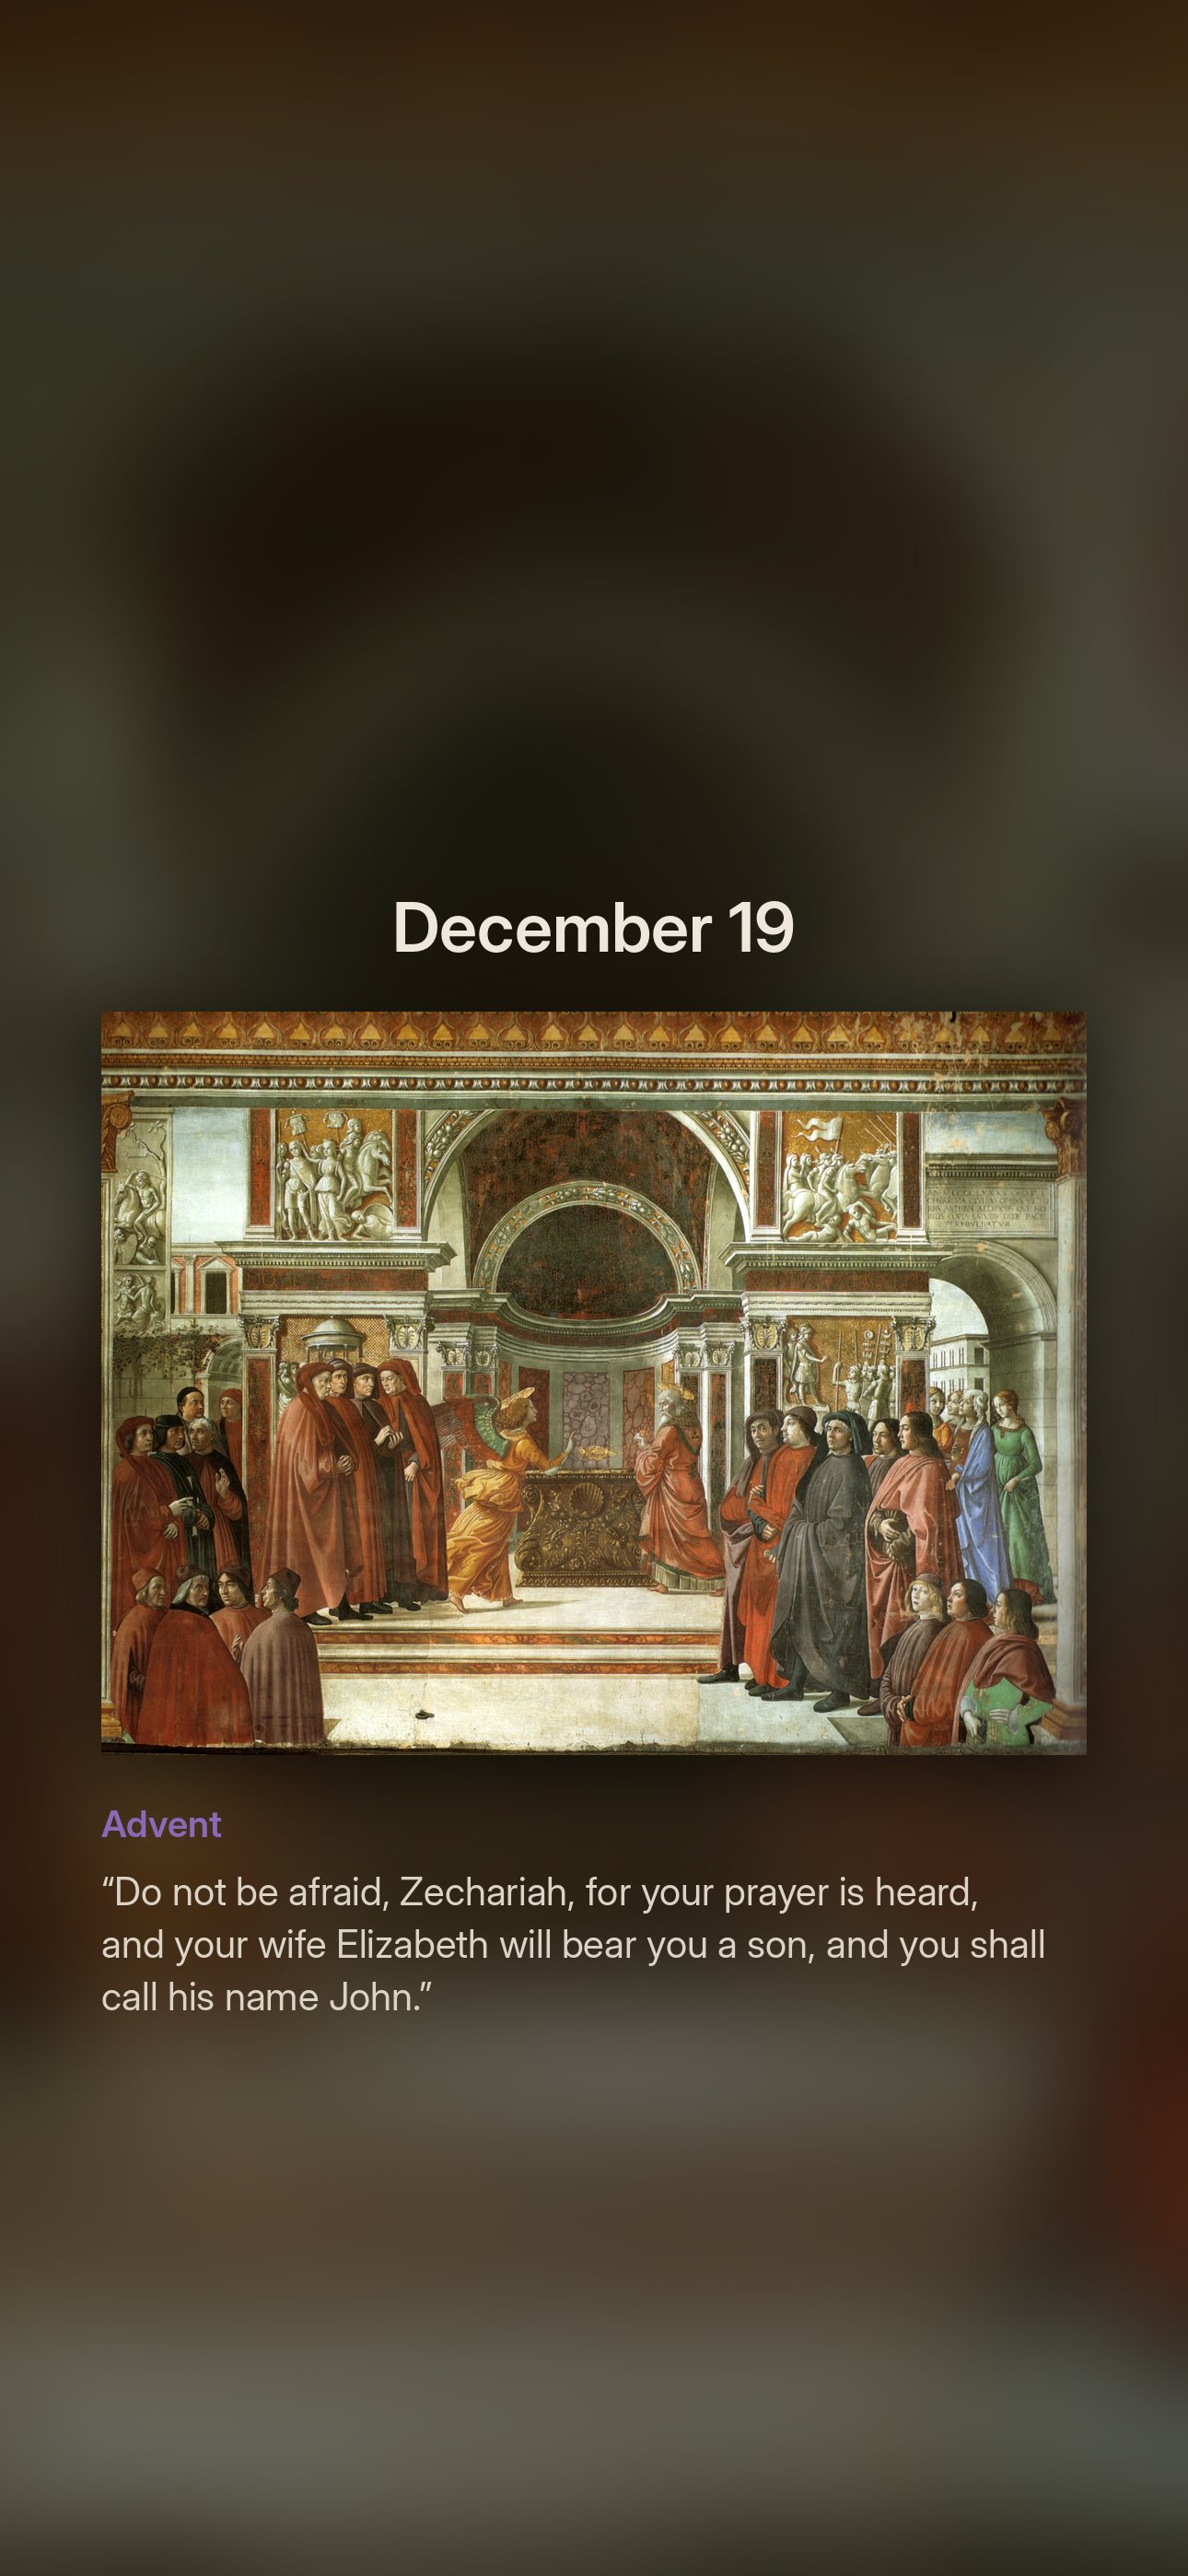 December 19
Advent
“Do not be afraid, Zechariah, for your prayer is heard,
and your wife Elizabeth will bear you a son, and you shall
call his name John.”